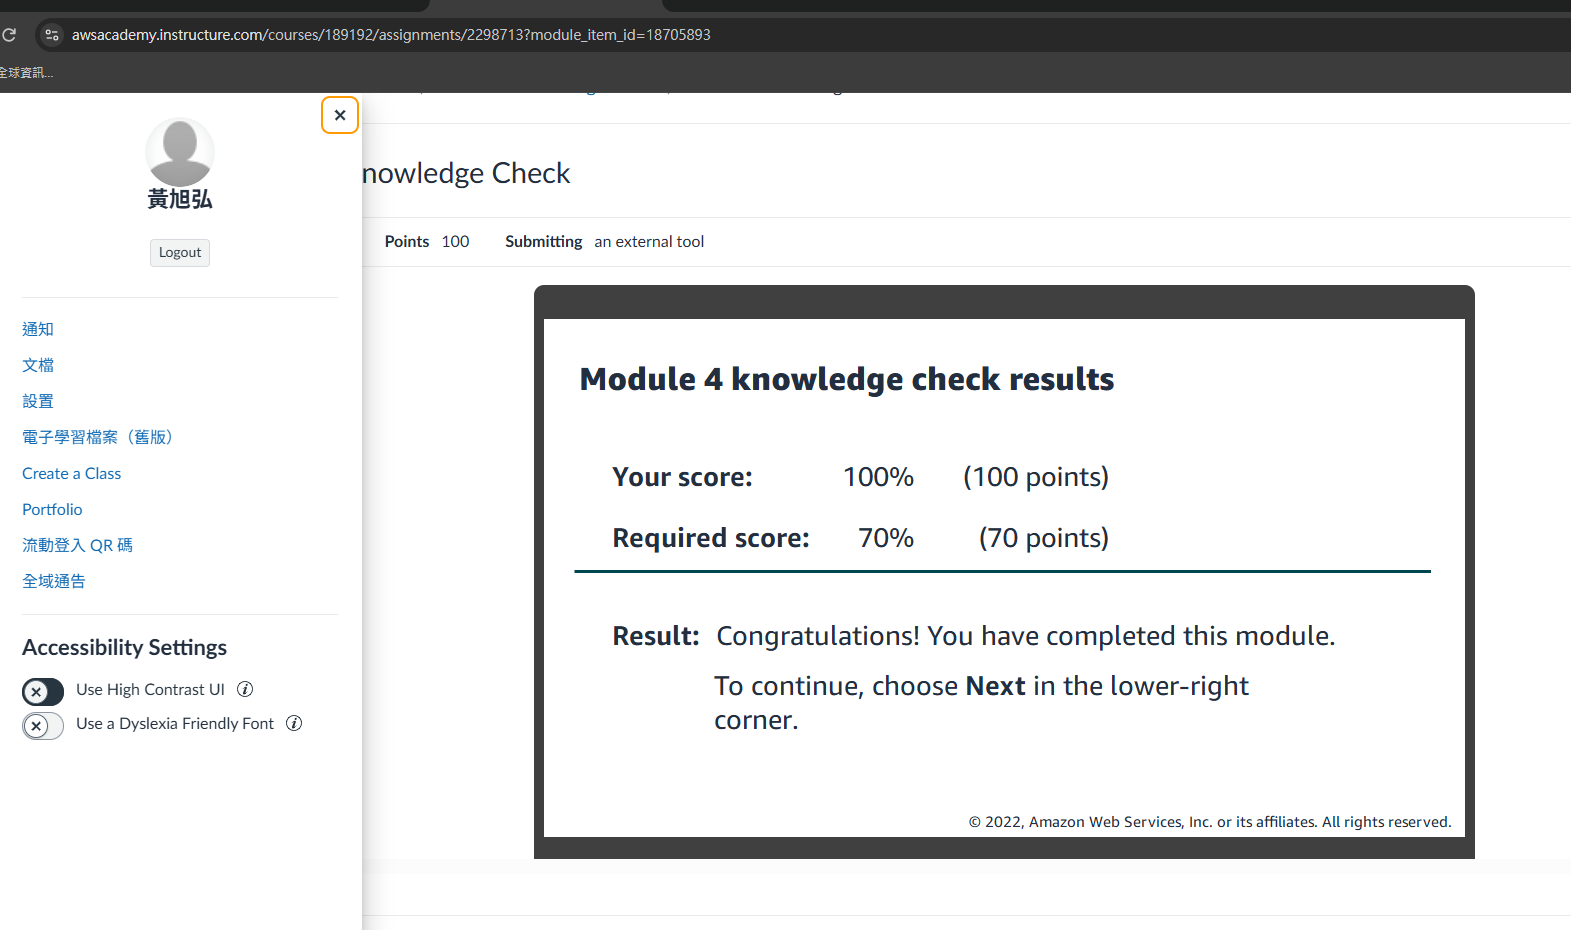 awsacademy.instructure.com/courses/189192/assignments/2298713?module_item_id=18705893
全球資訊...
黃旭弘
Logout
通知
文檔
設置
電子學習檔案（舊版）
Create a Class
Portfolio
流動登入 QR 碼
全域通告
Accessibility Settings
Use High Contrast UI
Use a Dyslexia Friendly Font
nowledge Check
Points 100 Submitting an external tool
Module 4 knowledge check results
Your score: 100% (100 points)
Required score: 70% (70 points)
Result: Congratulations! You have completed this module.
To continue, choose Next in the lower-right
corner.
© 2022, Amazon Web Services, Inc. or its affiliates. All rights reserved.